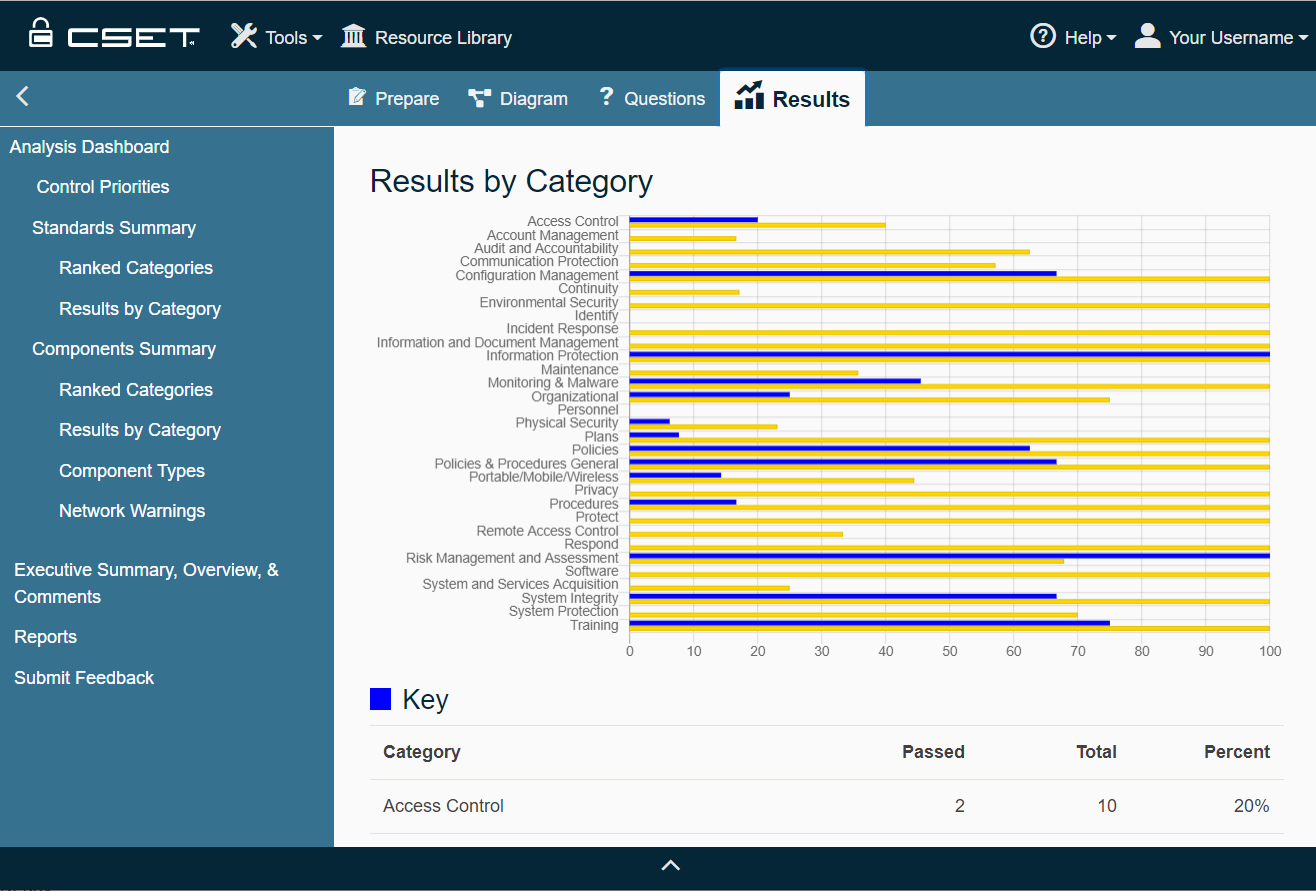 CSET Tools Resource Library Help Your Username
Prepare Diagram ? Questions Results
Analysis Dashboard
Control Priorities
Standards Summary
Ranked Categories
Results by Category
Components Summary
Ranked Categories
Results by Category
Component Types
Network Warnings
Executive Summary, Overview, &
Comments
Reports
Submit Feedback
Results by Category
Access Control
Account Management
Audit and Accountability
Communication Protection
Configuration Management
Continuity
Environmental Security
Identify
Incident Response
Information and Document Management
Information Protection
Maintenance
Monitoring & Malware
Organizational
Personnel
Physical Security
Plans
Policies
Policies & Procedures General
Portable/Mobile/Wireless
Privacy
Procedures
Protect
Remote Access Control
Respond
Risk Management and Assessment
Software
System and Services Acquisition
System Integrity
System Protection
Training
0 10 20 30 40 50 60 70 80 90 100
Key
Category Passed Total Percent
Access Control 2 10 20%